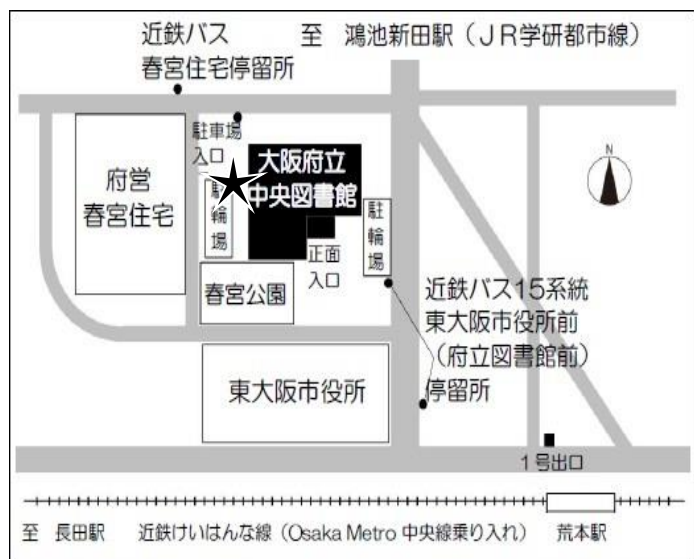 近鉄バス
春宮住宅停留所
至 鴻池新田駅(JR学研都市線)
駐車場
入口
大阪府立
中央図書館
府営
春宮住宅
駐輪場
駐輪場
正面
入口
N
春宮公園
近鉄バス15系統
東大阪市役所前
(府立図書館前)
停留所
東大阪市役所
1号出口
至 長田駅 近鉄けいはんな線(Osaka Metro 中央線乗り入れ) 荒本駅